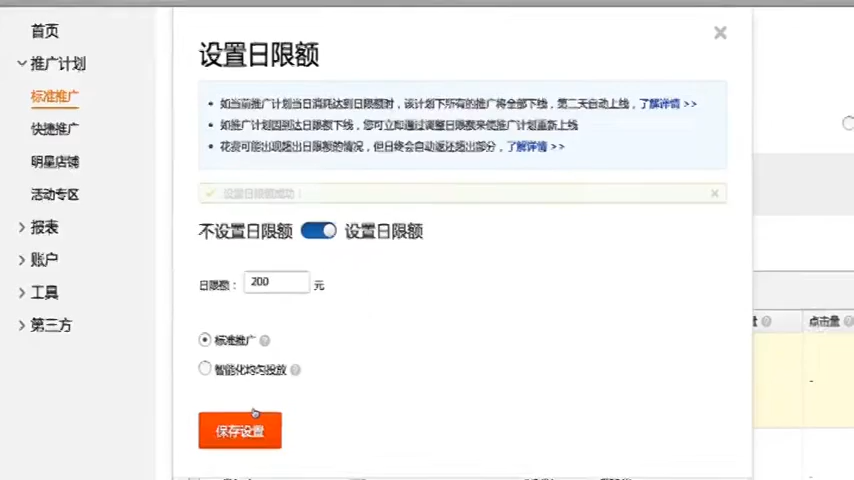 首页
推广计划
标准推广
快捷推广
明星店铺
活动专区
报表
账户
工具
第三方
设置日限额
如当前推广计划当日消耗达到日限额时，该计划下所有的推广将全部下线，第二天自动上线，了解详情 >>
如推广计划因到达日限额下线，您可立即通过调整日限额来使推广计划重新上线
花费可能出现超出日限额的情况，但日终会自动返还超出部分，了解详情 >>
设置日限额成功！
不设置日限额 设置日限额
日限额： 200 元
标准推广
智能化均匀投放
保存设置
量
点击量
-